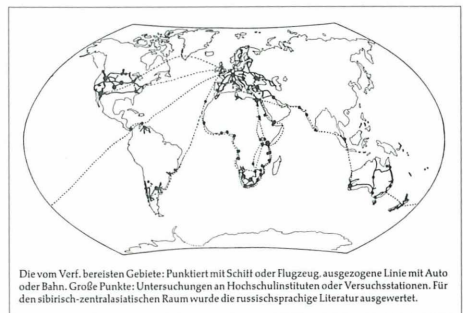 Die vom Verf. bereisten Gebiete: Punktiert mit Schiff oder Flugzeug, ausgezogene Linie mit Auto
oder Bahn. Große Punkte: Untersuchungen an Hochschulinstituten oder Versuchsstationen. Für
den sibirisch-zentralasiatischen Raum wurde die russischsprachige Literatur ausgewertet.